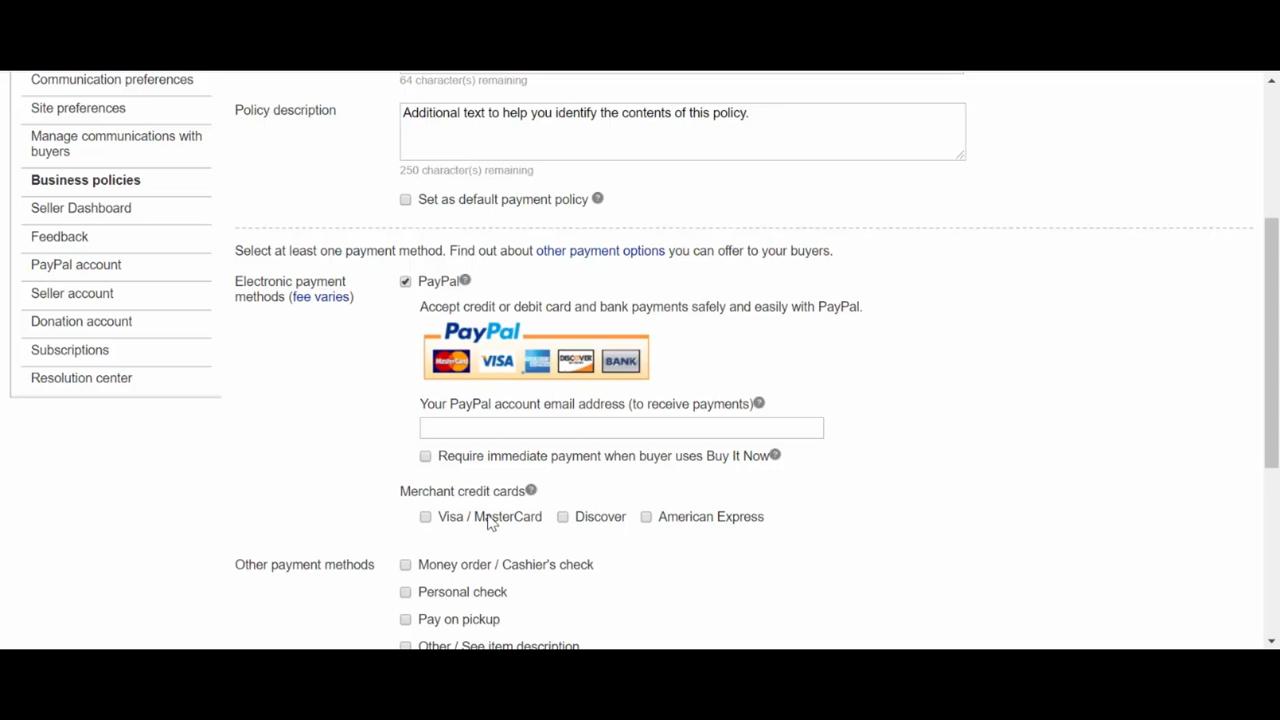 Communication preferences
Site preferences
Manage communications with
buyers
Business policies
Seller Dashboard
Feedback
PayPal account
Seller account
Donation account
Subscriptions
Resolution center
64 character(s) remaining
Policy description
Additional text to help you identify the contents of this policy.
250 character(s) remaining
Set as default payment policy ?
Select at least one payment method. Find out about other payment options you can offer to your buyers.
Electronic payment
methods (fee varies)
PayPal ?
Accept credit or debit card and bank payments safely and easily with PayPal.
PayPal
MasterCard VISA DISCOVER BANK
Your PayPal account email address (to receive payments) ?
Require immediate payment when buyer uses Buy It Now ?
Merchant credit cards ?
Visa / MasterCard Discover American Express
Other payment methods
Money order / Cashier's check
Personal check
Pay on pickup
Other / See item description